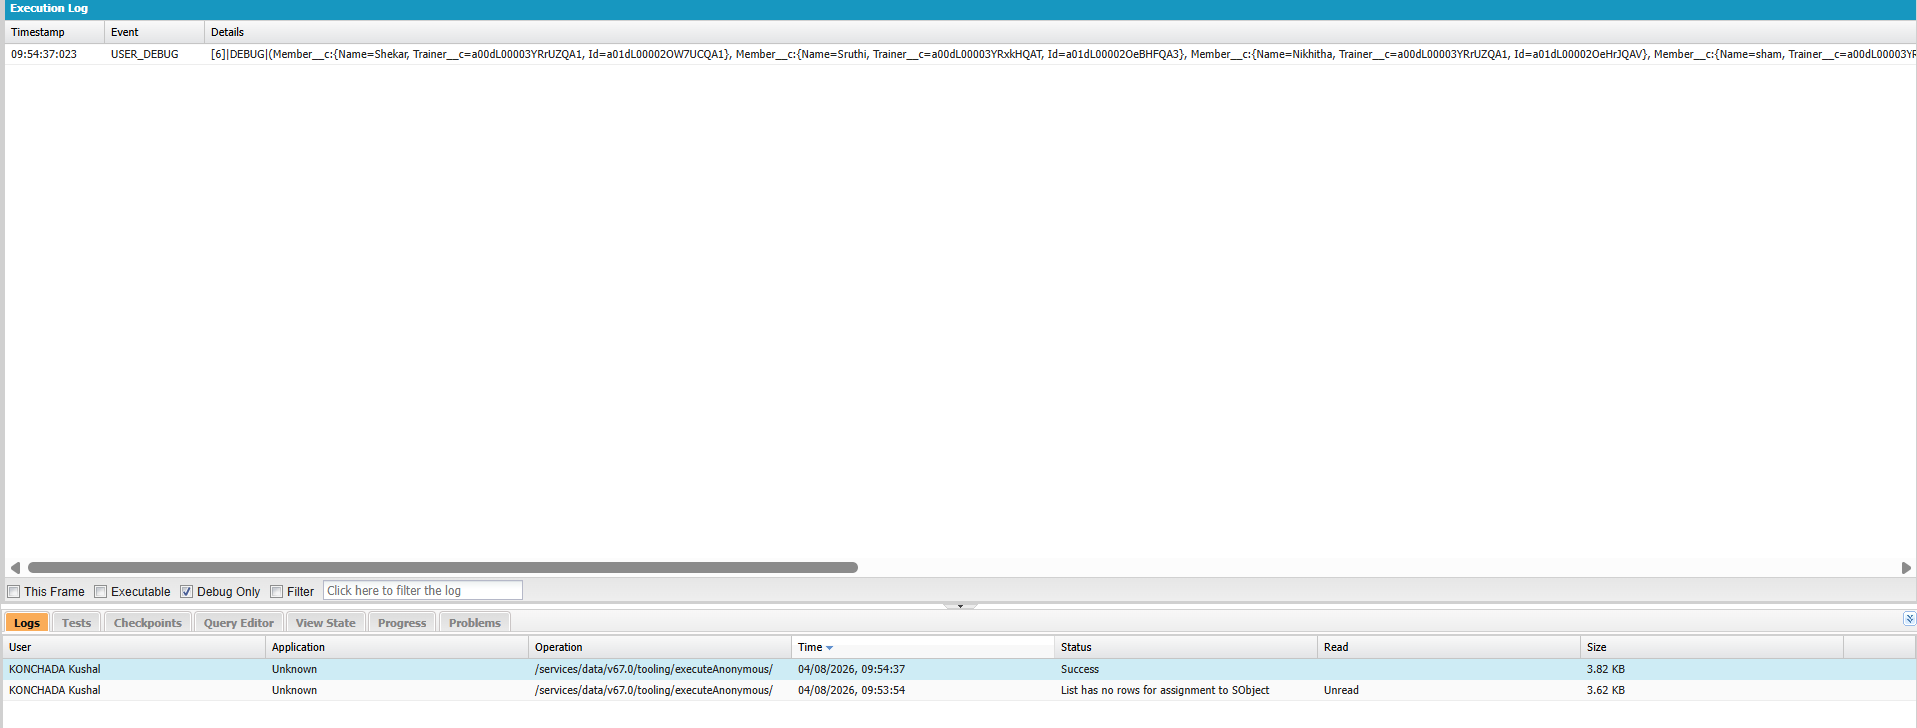 Execution Log
Timestamp Event Details
09:54:37:023 USER_DEBUG [6]|DEBUG|(Member__c:{Name=Shekar, Trainer__c=a00dL00003YRrUZQA1, Id=a01dL00002OW7UCQA1}, Member__c:{Name=Sruthi, Trainer__c=a00dL00003YRxkHQAT, Id=a01dL00002OeBHFQA3}, Member__c:{Name=Nikhitha, Trainer__c=a00dL00003YRrUZQA1, Id=a01dL00002OeHrJQAV}, Member__c:{Name=sham, Trainer__c=a00dL00003YR
This Frame Executable Debug Only Filter Click here to filter the log
Logs Tests Checkpoints Query Editor View State Progress Problems
User Application Operation Time Status Read Size
KONCHADA Kushal Unknown /services/data/v67.0/tooling/executeAnonymous/ 04/08/2026, 09:54:37 Success 3.82 KB
KONCHADA Kushal Unknown /services/data/v67.0/tooling/executeAnonymous/ 04/08/2026, 09:53:54 List has no rows for assignment to SObject Unread 3.62 KB